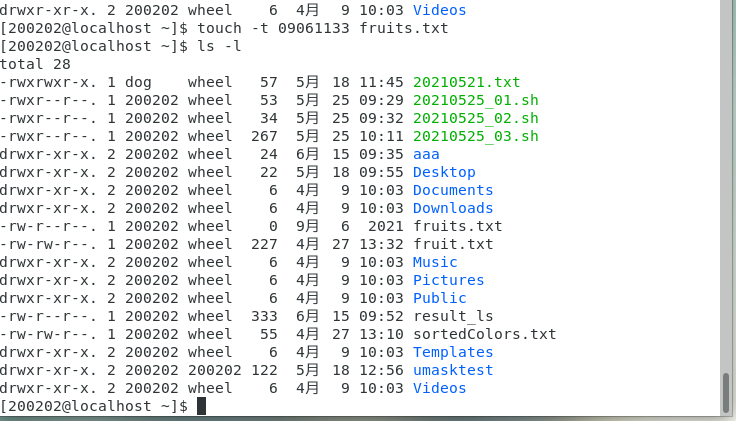 drwxr-xr-x. 2 200202 wheel    6  4月   9 10:03 Videos
[200202@localhost ~]$ touch -t 09061133 fruits.txt
[200202@localhost ~]$ ls -l
total 28
-rwxrwxr-x. 1 dog    wheel   57  5月  18 11:45 20210521.txt
-rwxr--r--. 1 200202 wheel   53  5月  25 09:29 20210525_01.sh
-rwxr--r--. 1 200202 wheel   34  5月  25 09:32 20210525_02.sh
-rwxr--r--. 1 200202 wheel  267  5月  25 10:11 20210525_03.sh
drwxr-xr-x. 2 200202 wheel   24  6月  15 09:35 aaa
drwxr-xr-x. 2 200202 wheel   22  5月  18 09:55 Desktop
drwxr-xr-x. 2 200202 wheel    6  4月   9 10:03 Documents
drwxr-xr-x. 2 200202 wheel    6  4月   9 10:03 Downloads
-rw-r--r--. 1 200202 wheel    0  9月   6  2021 fruits.txt
-rw-rw-r--. 1 200202 wheel  227  4月  27 13:32 fruit.txt
drwxr-xr-x. 2 200202 wheel    6  4月   9 10:03 Music
drwxr-xr-x. 2 200202 wheel    6  4月   9 10:03 Pictures
drwxr-xr-x. 2 200202 wheel    6  4月   9 10:03 Public
-rw-r--r--. 1 200202 wheel  333  6月  15 09:52 result_ls
-rw-rw-r--. 1 200202 wheel   55  4月  27 13:10 sortedColors.txt
drwxr-xr-x. 2 200202 wheel    6  4月   9 10:03 Templates
drwxr-xr-x. 2 200202 200202 122  5月  18 12:56 umasktest
drwxr-xr-x. 2 200202 wheel    6  4月   9 10:03 Videos
[200202@localhost ~]$